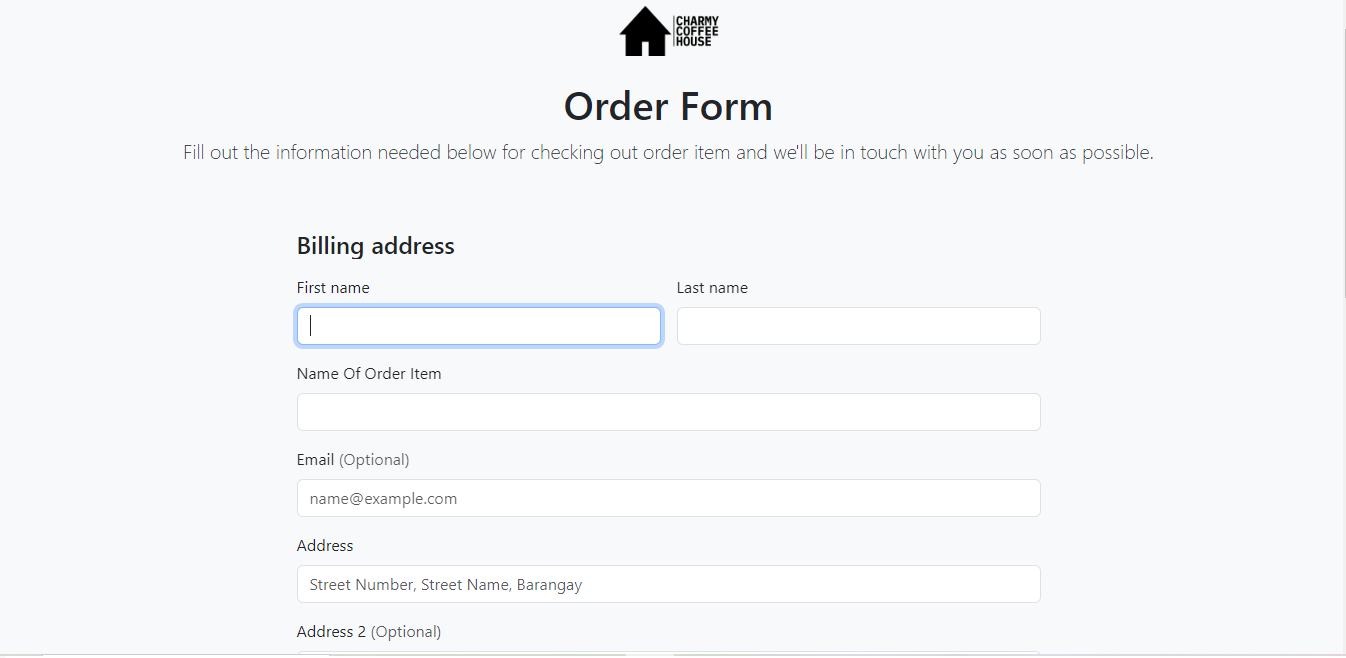 CHARMY
COFFEE
HOUSE
Order Form
Fill out the information needed below for checking out order item and we'll be in touch with you as soon as possible.
Billing address
First name
Last name
Name Of Order Item
Email (Optional)
name@example.com
Address
Street Number, Street Name, Barangay
Address 2 (Optional)